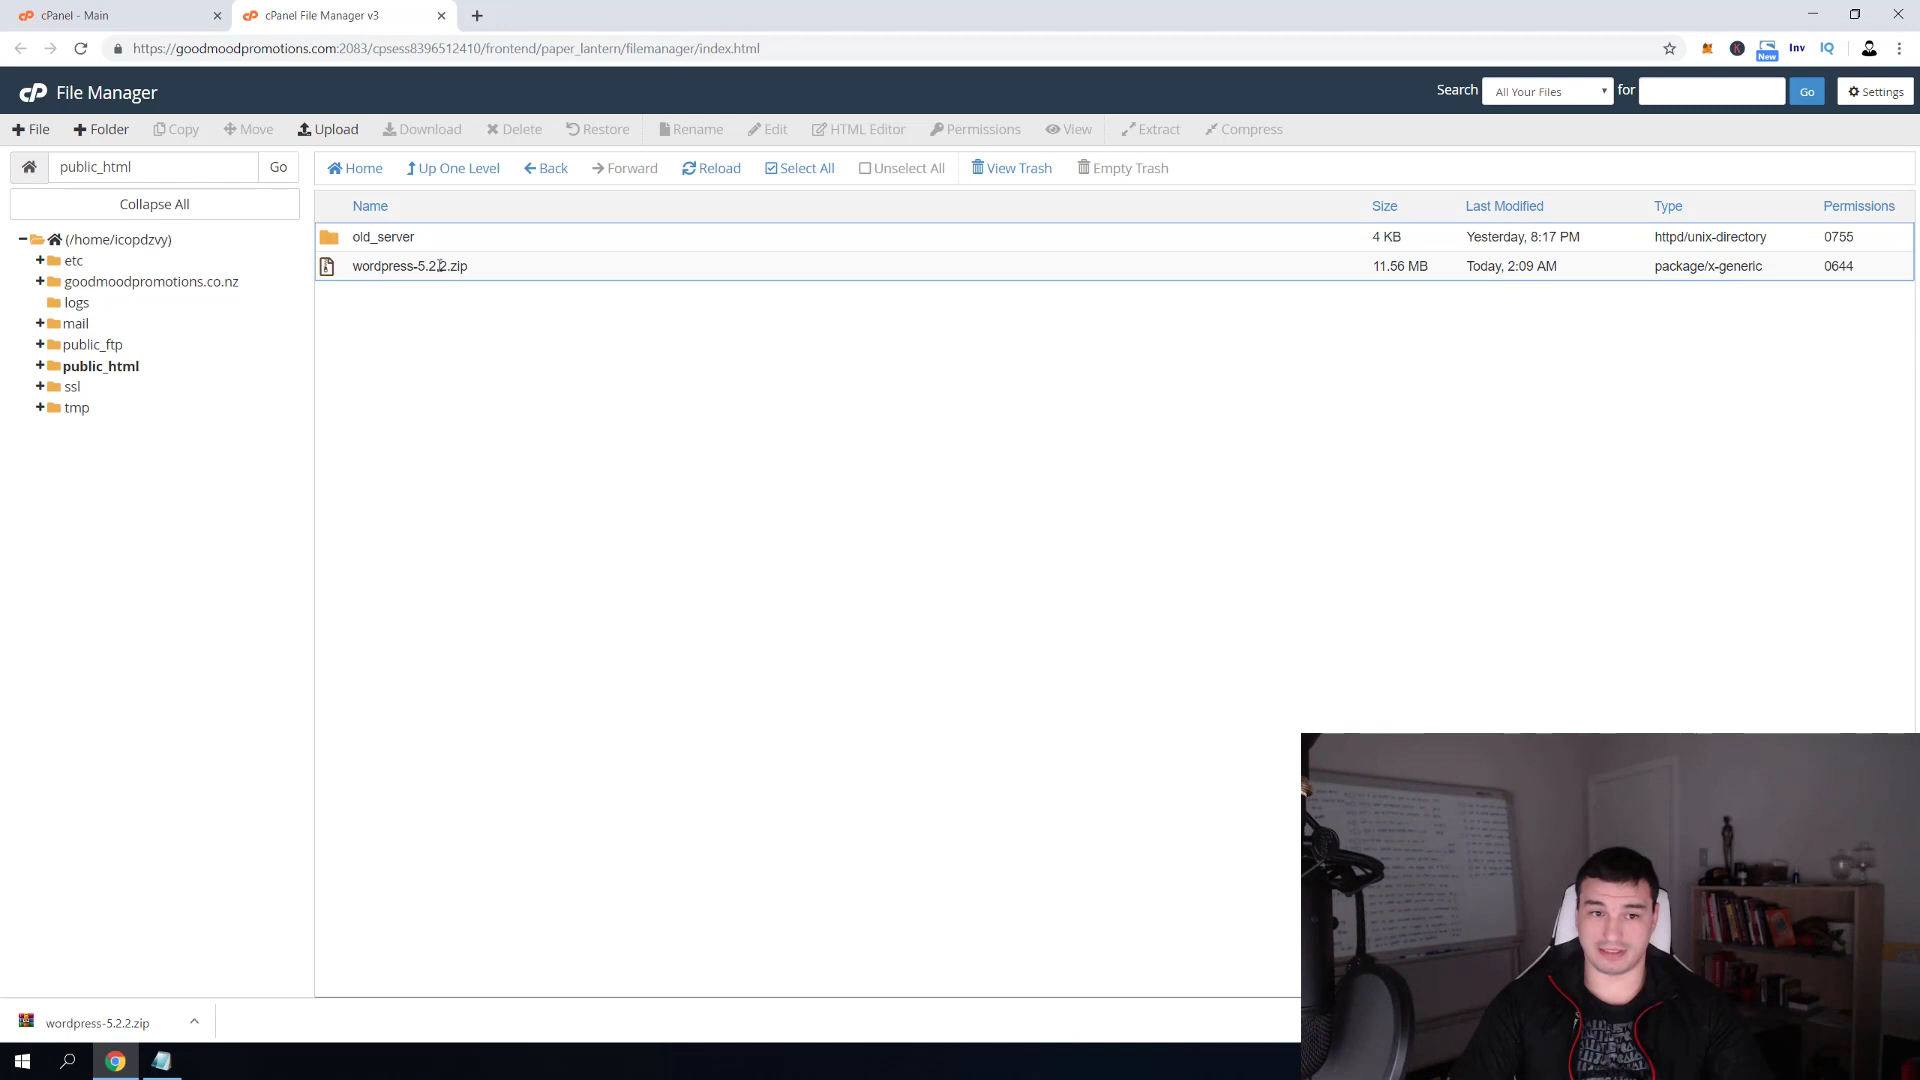 cPanel - Main
cPanel File Manager v3
https://goodmoodpromotions.com:2083/cpsess8396512410/frontend/paper_lantern/filemanager/index.html
New
Inv
IQ
cP File Manager
Search
All Your Files
for
Go
Settings
File
Folder
Copy
Move
Upload
Download
Delete
Restore
Rename
Edit
HTML Editor
Permissions
View
Extract
Compress
public_html
Go
Home
Up One Level
Back
Forward
Reload
Select All
Unselect All
View Trash
Empty Trash
Collapse All
Name
Size
Last Modified
Type
Permissions
old_server
4 KB
Yesterday, 8:17 PM
httpd/unix-directory
0755
wordpress-5.2.2.zip
11.56 MB
Today, 2:09 AM
package/x-generic
0644
(/home/icopdzvy)
etc
goodmoodpromotions.co.nz
logs
mail
public_ftp
public_html
ssl
tmp
wordpress-5.2.2.zip